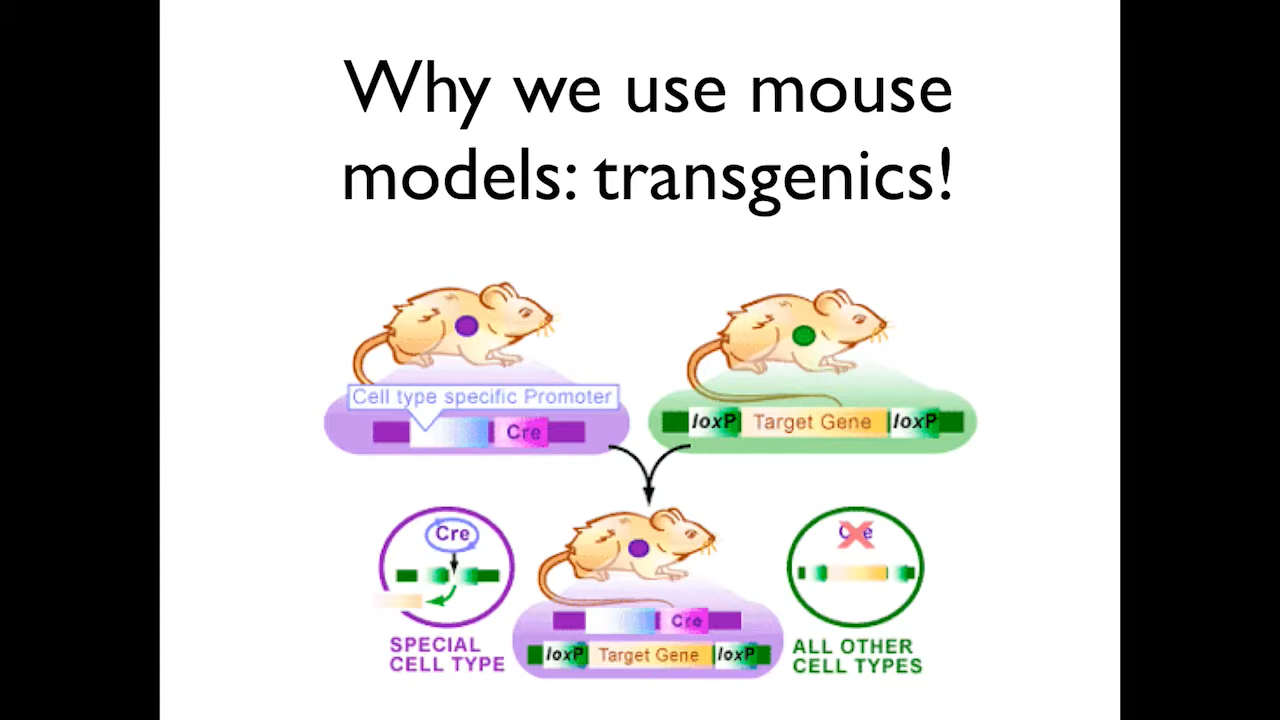 Why we use mouse
models: transgenics!
Cell type specific Promoter
Cre
loxP Target Gene loxP
Cre
Cre
SPECIAL
CELL TYPE
Cre
loxP Target Gene loxP
ALL OTHER
CELL TYPES